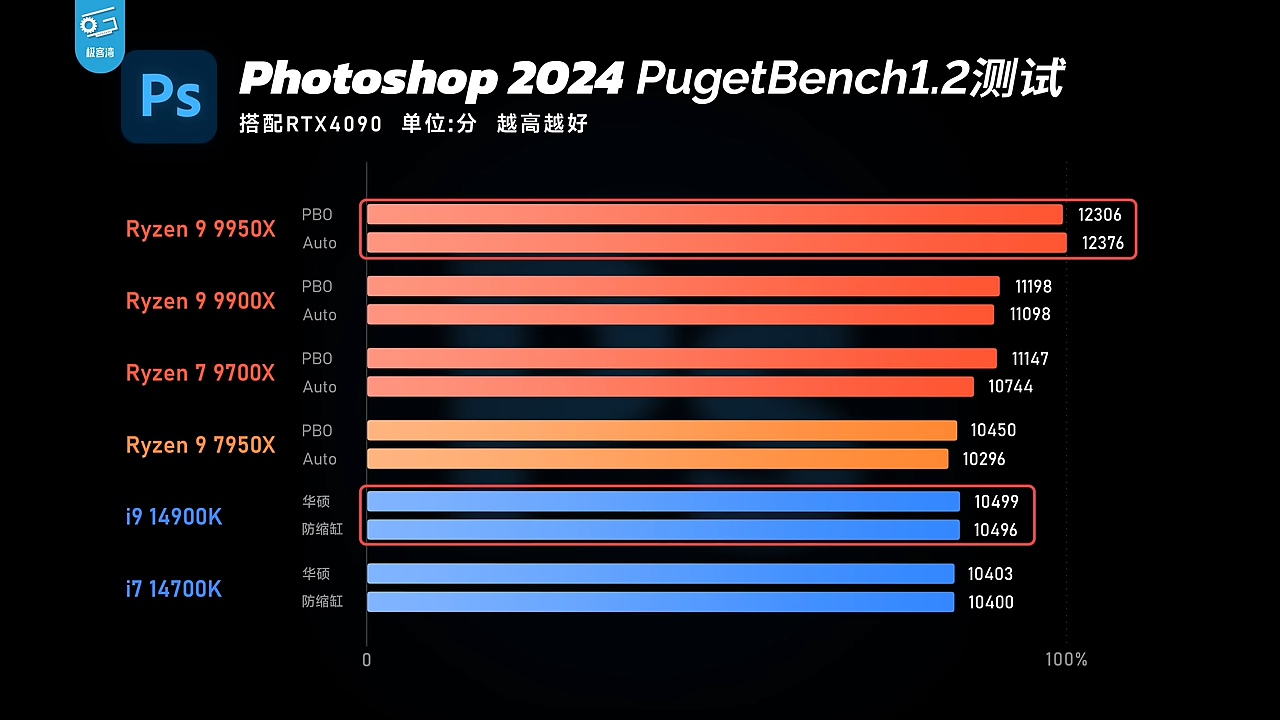 极客湾
Ps
Photoshop 2024 PugetBench1.2测试
搭配RTX4090 单位:分 越高越好
Ryzen 9 9950X
PBO 12306
Auto 12376
Ryzen 9 9900X
PBO 11198
Auto 11098
Ryzen 7 9700X
PBO 11147
Auto 10744
Ryzen 9 7950X
PBO 10450
Auto 10296
i9 14900K
华硕 10499
防缩缸 10496
i7 14700K
华硕 10403
防缩缸 10400
0 100%